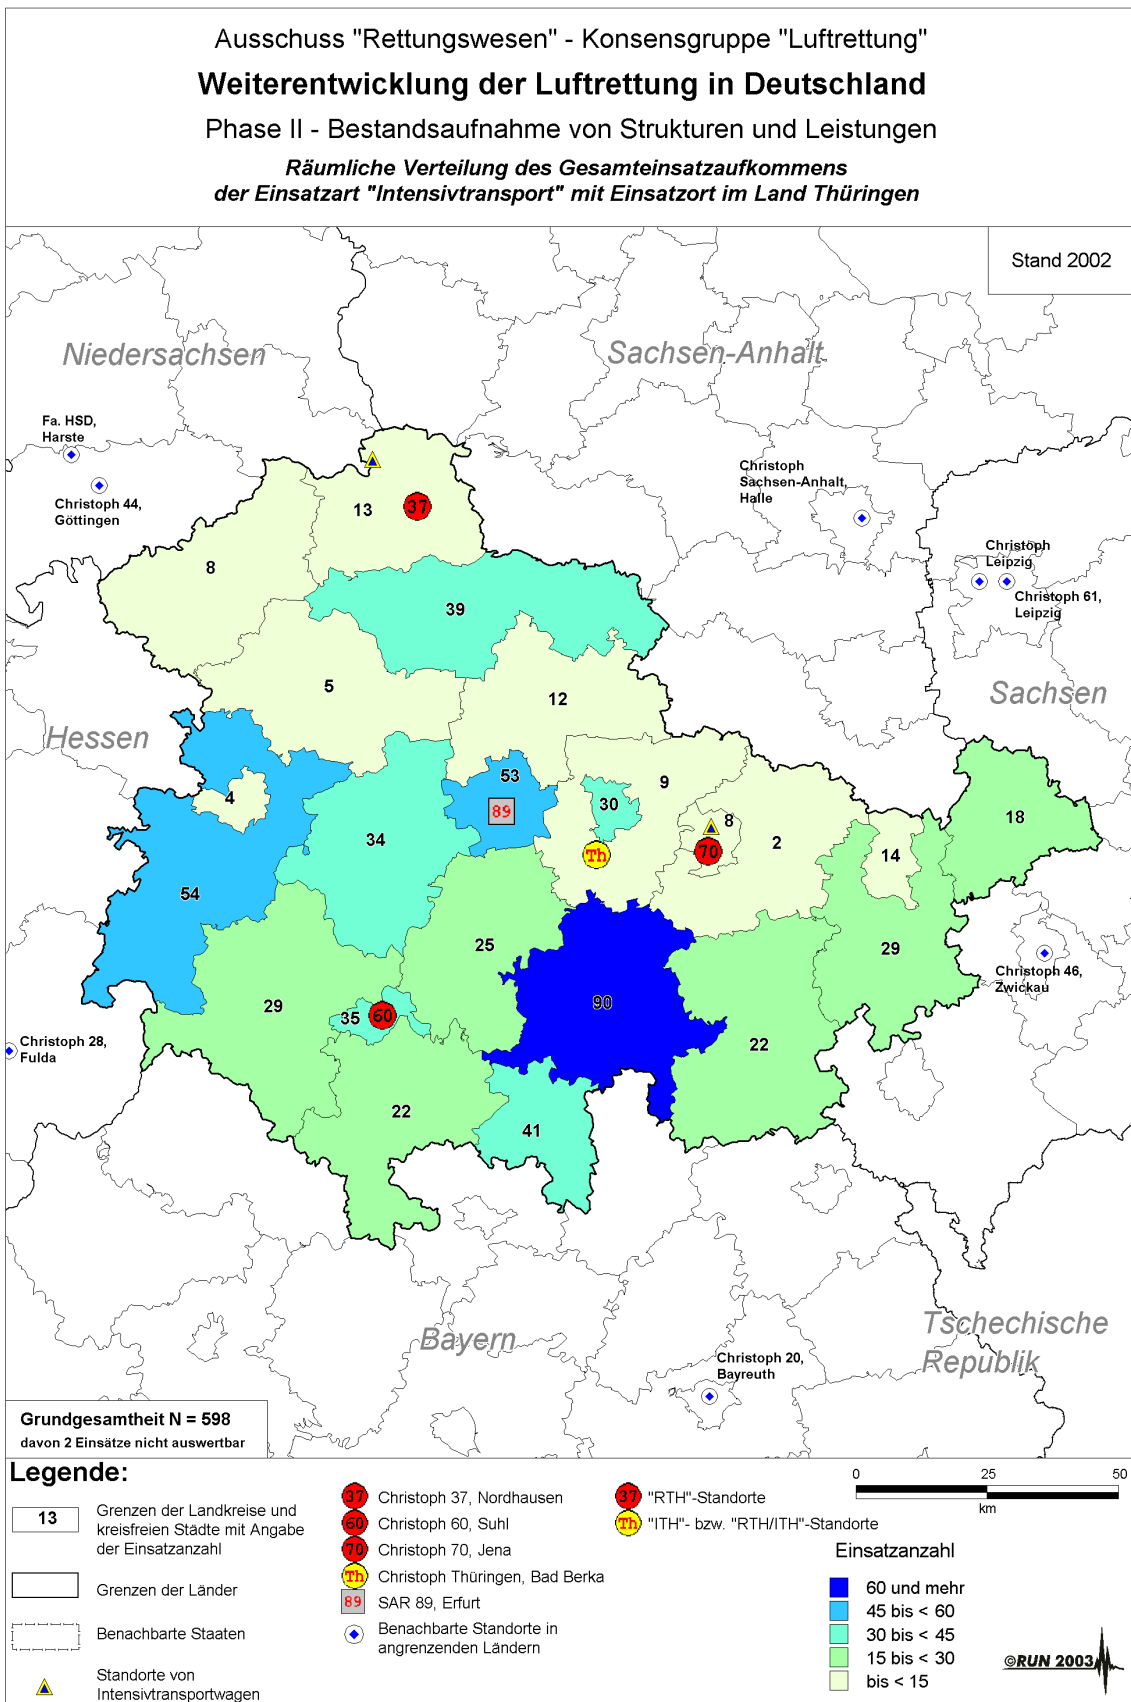 Ausschuss "Rettungswesen" - Konsensgruppe "Luftrettung"
Weiterentwicklung der Luftrettung in Deutschland
Phase II - Bestandsaufnahme von Strukturen und Leistungen
Räumliche Verteilung des Gesamteinsatzaufkommens
der Einsatzart "Intensivtransport" mit Einsatzort im Land Thüringen
Stand 2002
Niedersachsen
Sachsen-Anhalt
Fa. HSD,
Harste
Christoph 44,
Göttingen
Christoph
Sachsen-Anhalt,
Halle
13
37
8
Christoph
Leipzig
Christoph 61,
Leipzig
39
5
12
Sachsen
Hessen
53
9
4
30
89
8
18
34
2
70
Th
14
54
25
29
Christoph 46,
Zwickau
29
35
60
90
22
Christoph 28,
Fulda
22
41
Bayern
Tschechische
Republik
Christoph 20,
Bayreuth
Grundgesamtheit N = 598
davon 2 Einsätze nicht auswertbar
Legende:
13
Grenzen der Landkreise und
kreisfreien Städte mit Angabe
der Einsatzanzahl
Grenzen der Länder
Benachbarte Staaten
Standorte von
Intensivtransportwagen
37 Christoph 37, Nordhausen
60 Christoph 60, Suhl
70 Christoph 70, Jena
Th Christoph Thüringen, Bad Berka
89 SAR 89, Erfurt
Benachbarte Standorte in
angrenzenden Ländern
37 "RTH"-Standorte
Th "ITH"- bzw. "RTH/ITH"-Standorte
0 25 50
km
Einsatzanzahl
60 und mehr
45 bis < 60
30 bis < 45
15 bis < 30
bis < 15
©RUN 2003